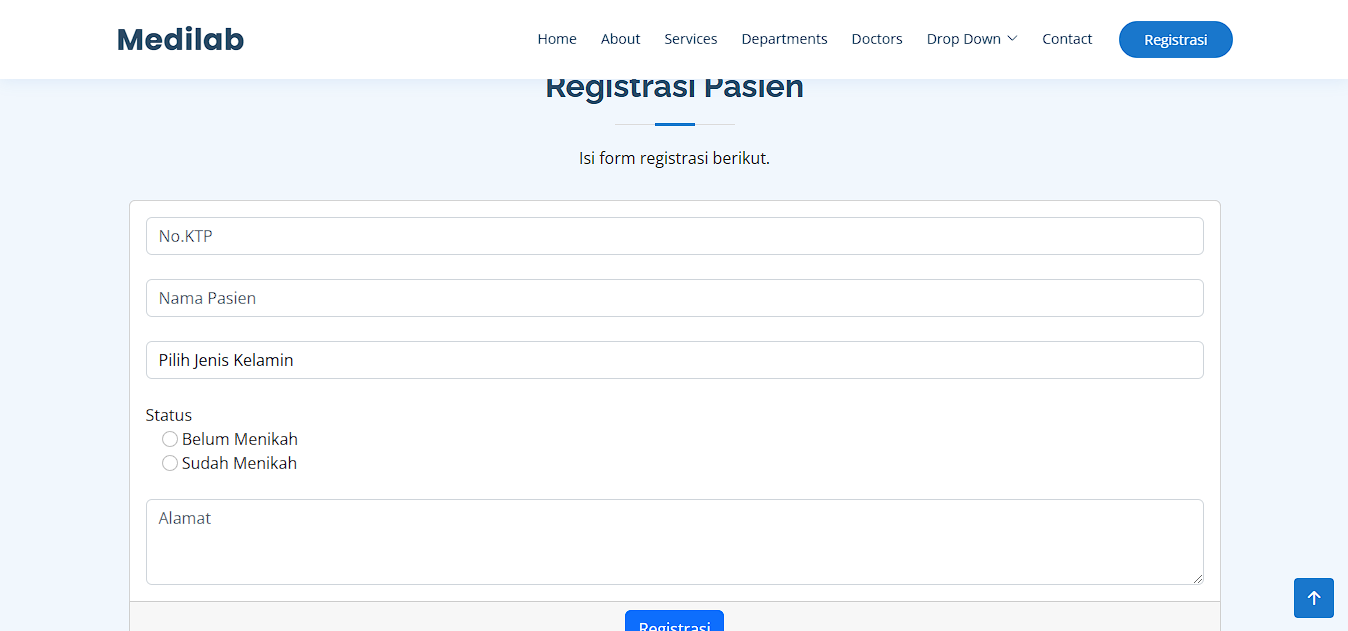 Medilab
Home About Services Departments Doctors Drop Down Contact Registrasi
Registrasi Pasien
Isi form registrasi berikut.
No.KTP
Nama Pasien
Pilih Jenis Kelamin
Status
Belum Menikah
Sudah Menikah
Alamat
Registrasi